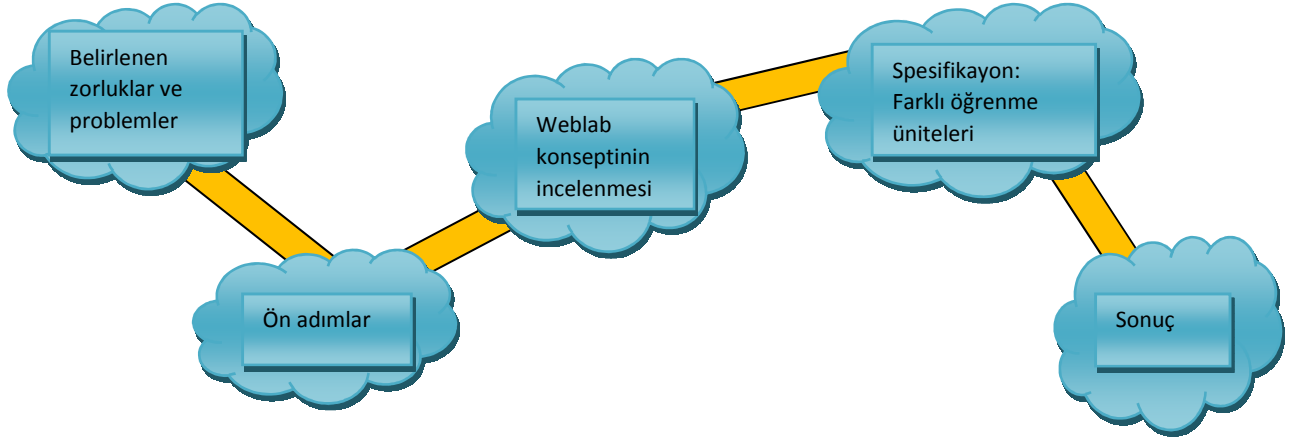 Belirlenen
zorluklar ve
problemler
Ön adımlar
Weblab
konseptinin
incelenmesi
Spesifikayon:
Farklı öğrenme
üniteleri
Sonuç